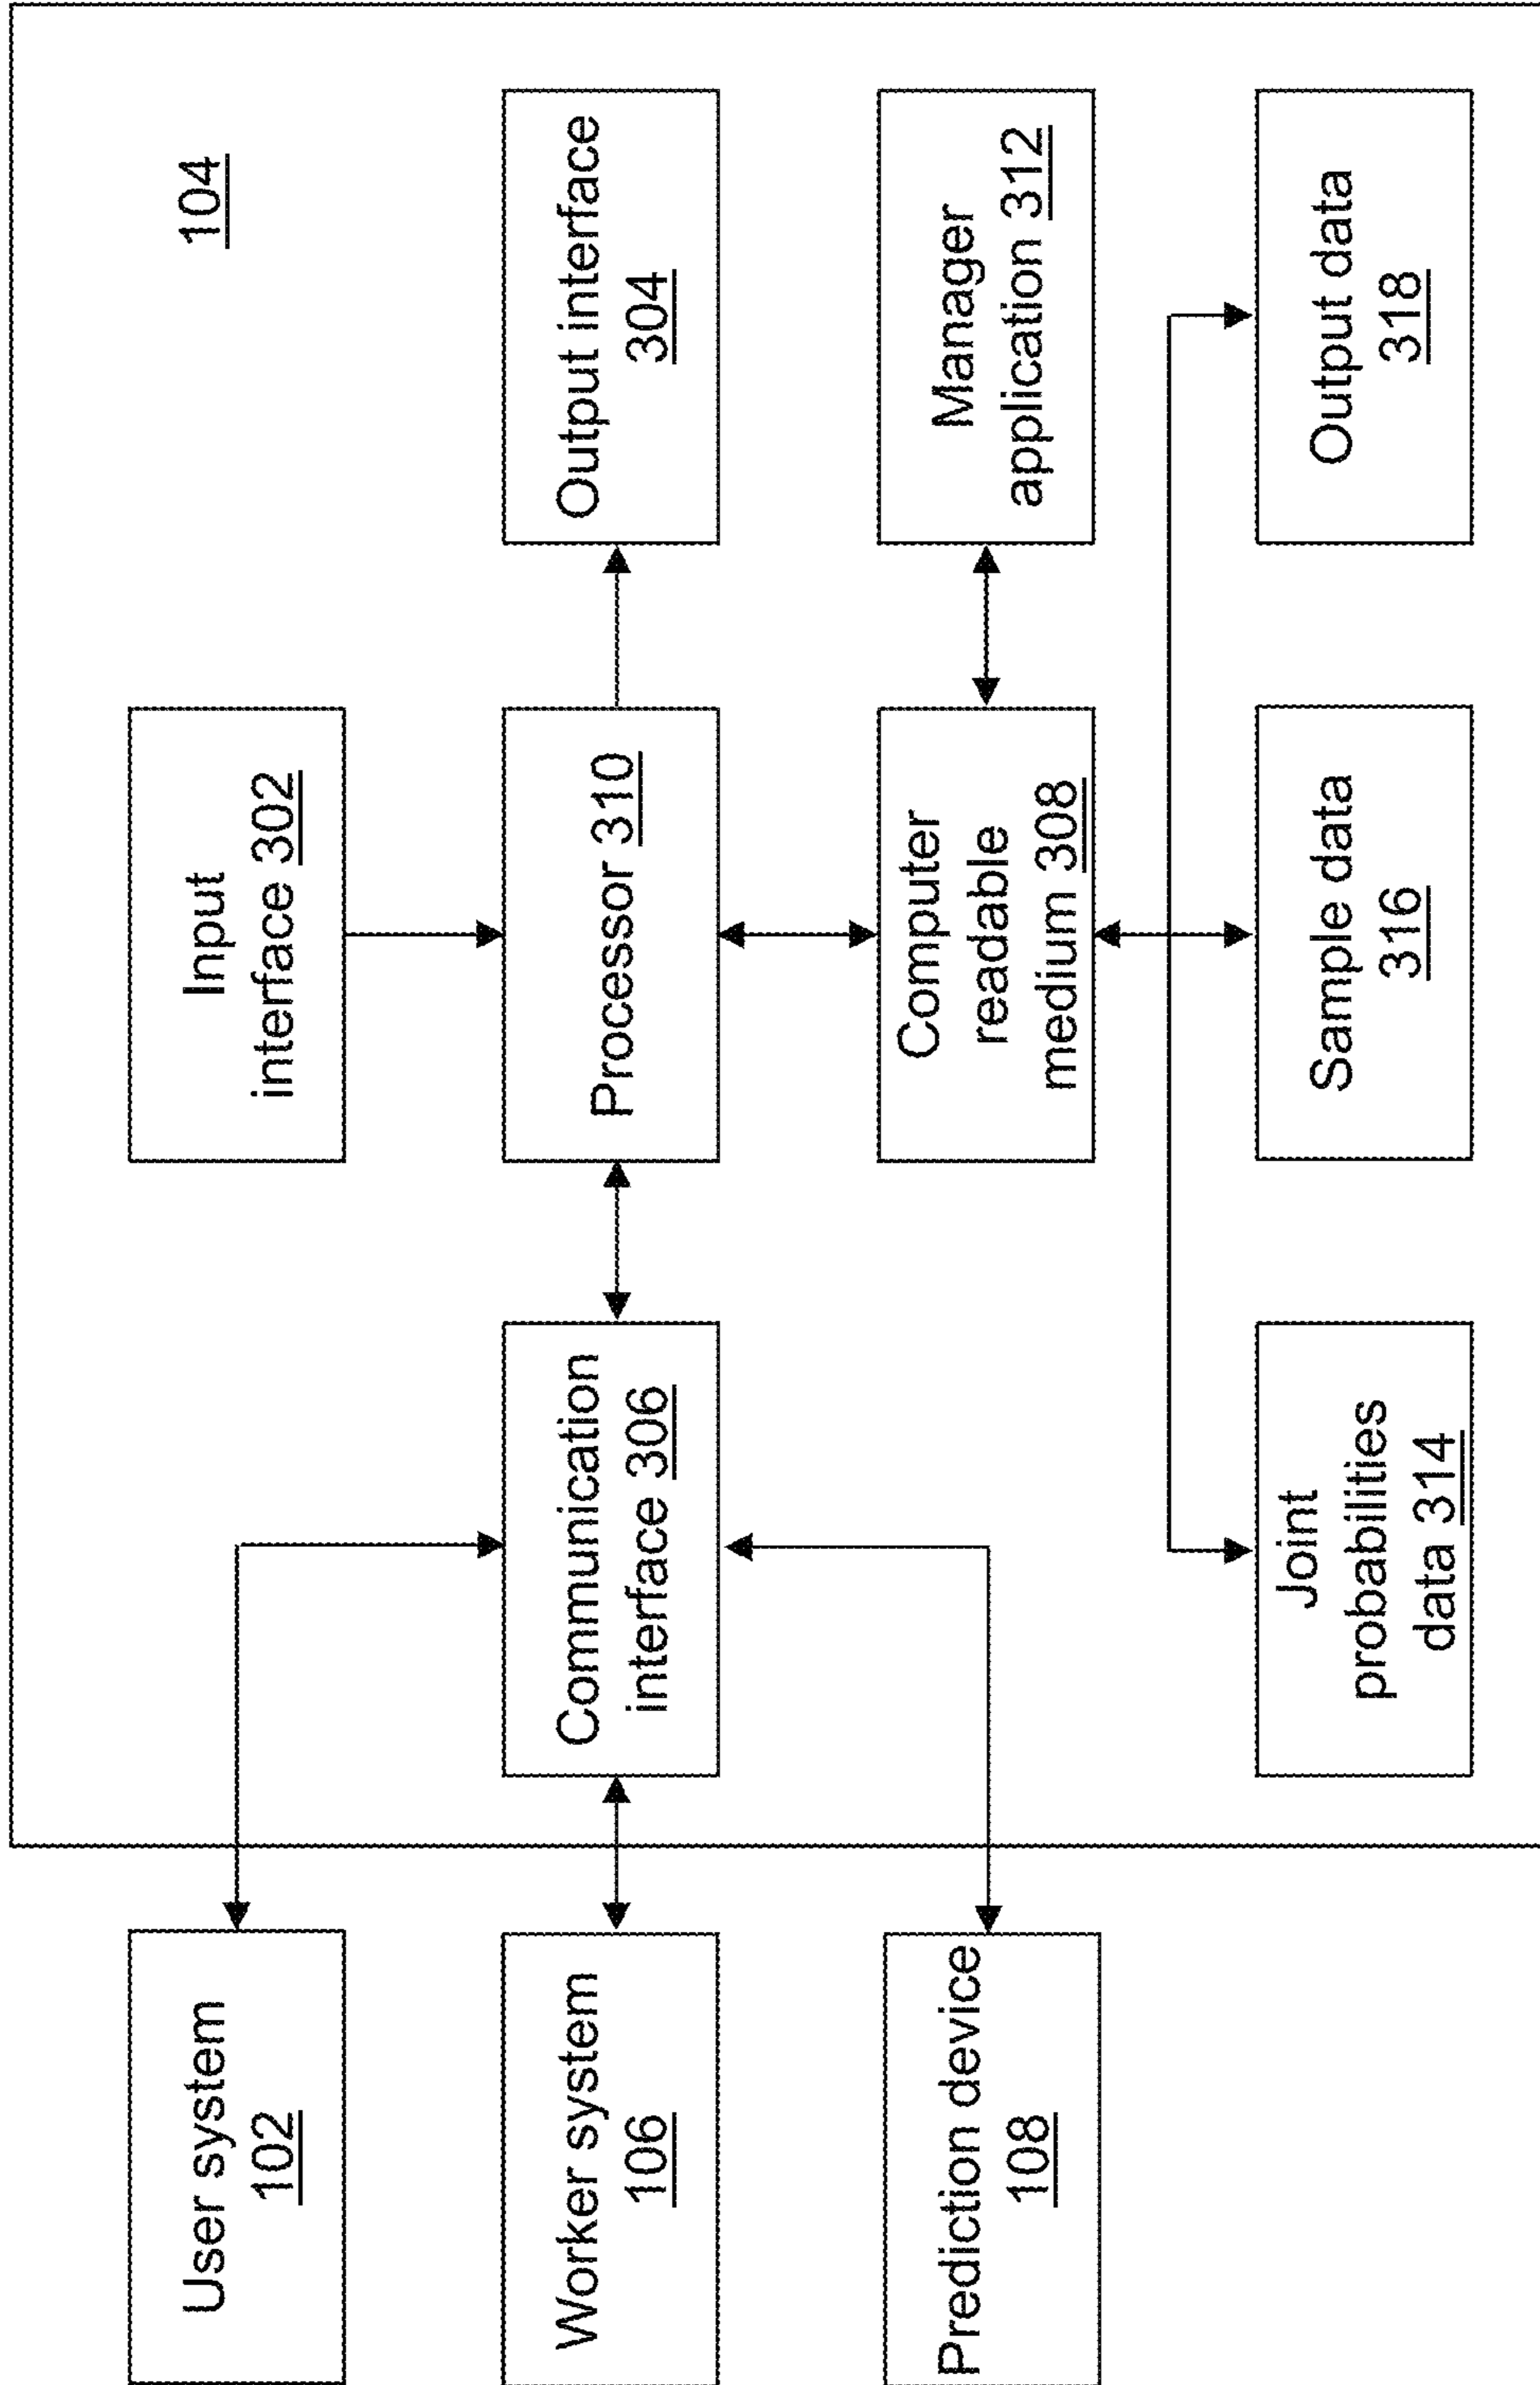 104
User system
102
Worker system
106
Prediction device
108
Communication
interface 306
Input
interface 302
Processor 310
Output interface
304
Computer
readable
medium 308
Manager
application 312
Joint
probabilities
data 314
Sample data
316
Output data
318